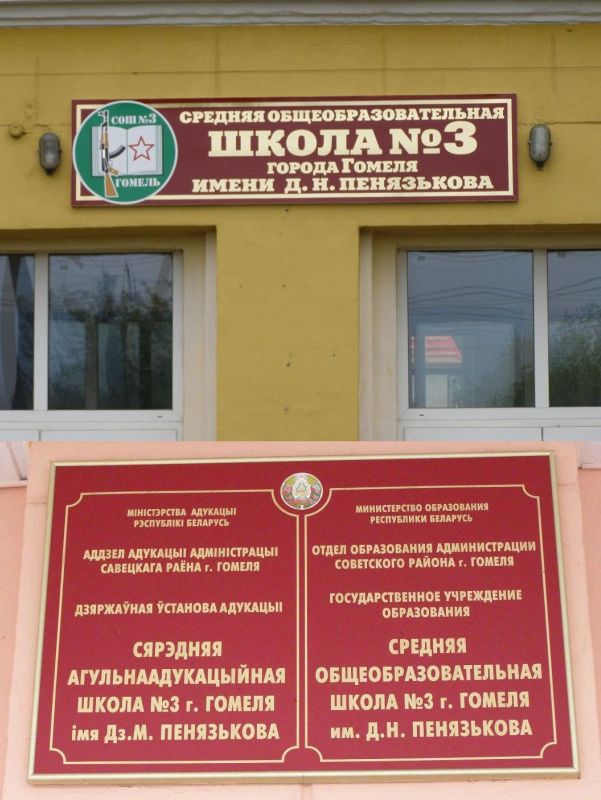 СОШ №3
ГОМЕЛЬ
СРЕДНЯЯ ОБЩЕОБРАЗОВАТЕЛЬНАЯ
ШКОЛА №3
ГОРОДА ГОМЕЛЯ
ИМЕНИ Д. Н. ПЕНЯЗЬКОВА
МІНІСТЭРСТВА АДУКАЦЫІ
РЭСПУБЛІКІ БЕЛАРУСЬ
АДДЗЕЛ АДУКАЦЫІ АДМІНІСТРАЦЫІ
САВЕЦКАГА РАЁНА г. ГОМЕЛЯ
ДЗЯРЖАЎНАЯ ЎСТАНОВА АДУКАЦЫІ
СЯРЭДНЯЯ
АГУЛЬНААДУКАЦЫЙНАЯ
ШКОЛА №3 г. ГОМЕЛЯ
імя Дз.М. ПЕНЯЗЬКОВА
МИНИСТЕРСТВО ОБРАЗОВАНИЯ
РЕСПУБЛИКИ БЕЛАРУСЬ
ОТДЕЛ ОБРАЗОВАНИЯ АДМИНИСТРАЦИИ
СОВЕТСКОГО РАЙОНА г. ГОМЕЛЯ
ГОСУДАРСТВЕННОЕ УЧРЕЖДЕНИЕ
ОБРАЗОВАНИЯ
СРЕДНЯЯ
ОБЩЕОБРАЗОВАТЕЛЬНАЯ
ШКОЛА №3 г. ГОМЕЛЯ
им. Д.Н. ПЕНЯЗЬКОВА